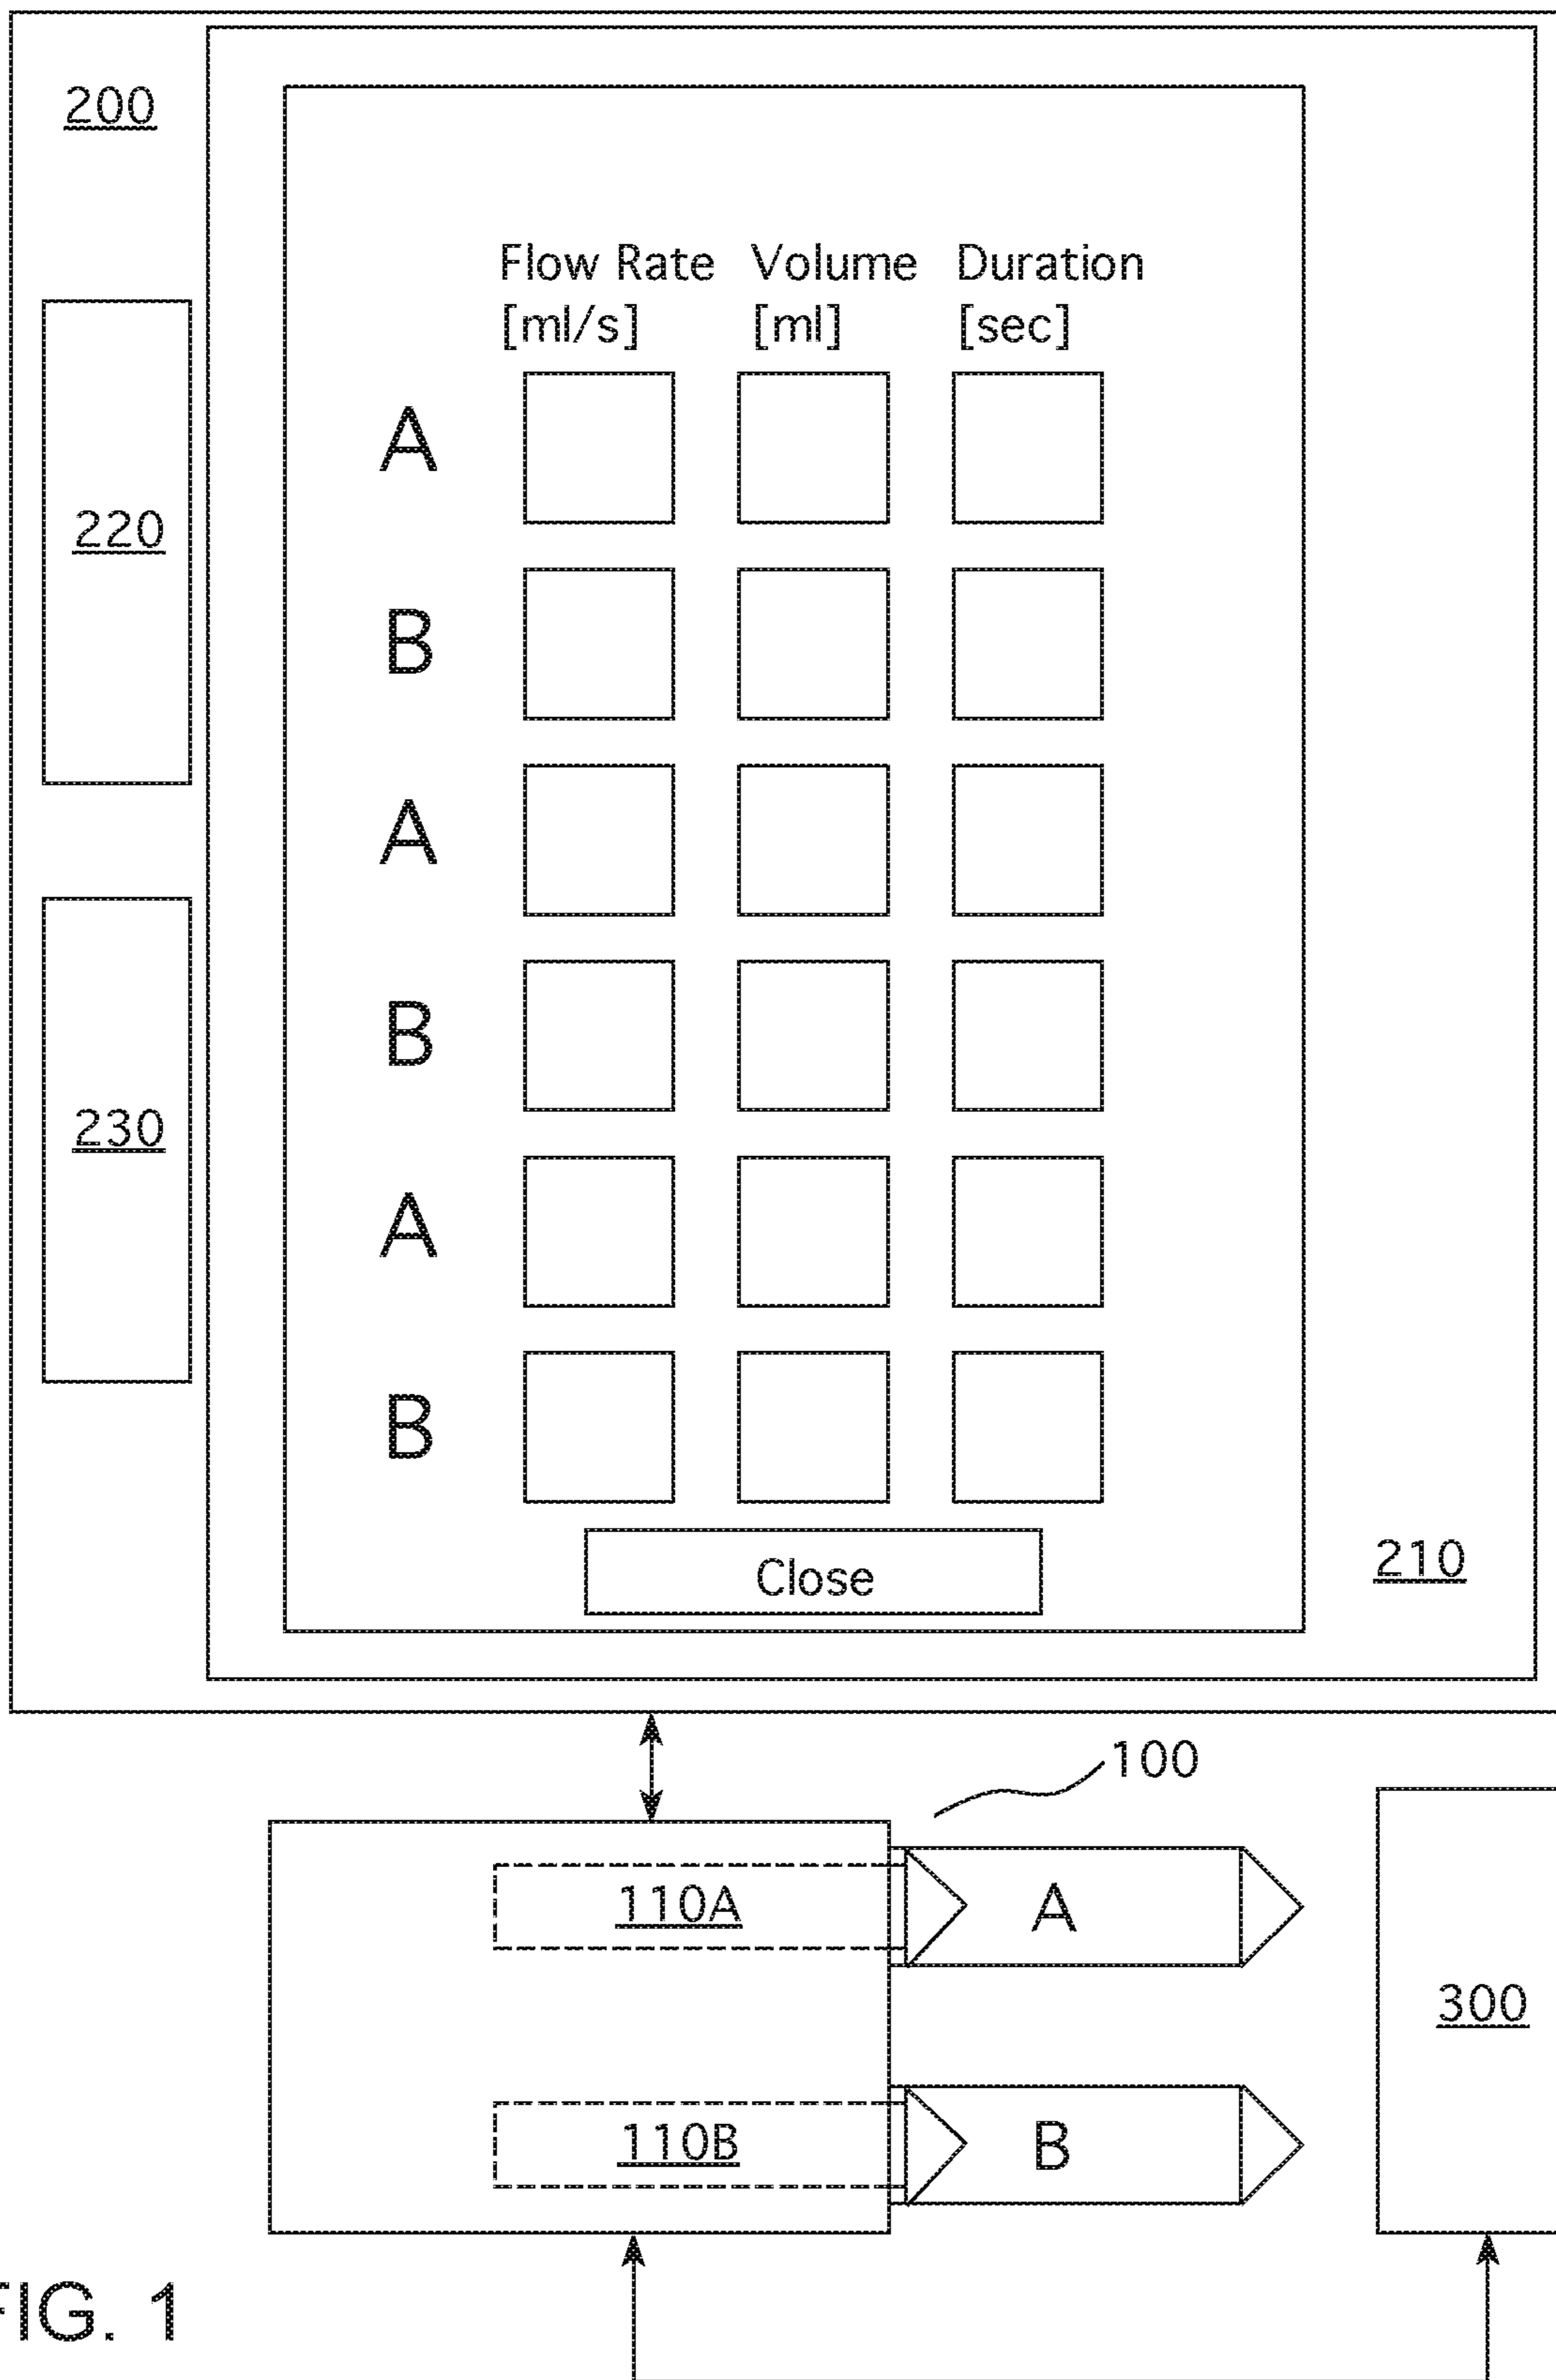 200
Flow Rate Volume Duration
[ml/s] [ml] [sec]
A
220
B
A
B
230
A
B
Close
210
100
110A
A
300
110B
B
FIG. 1